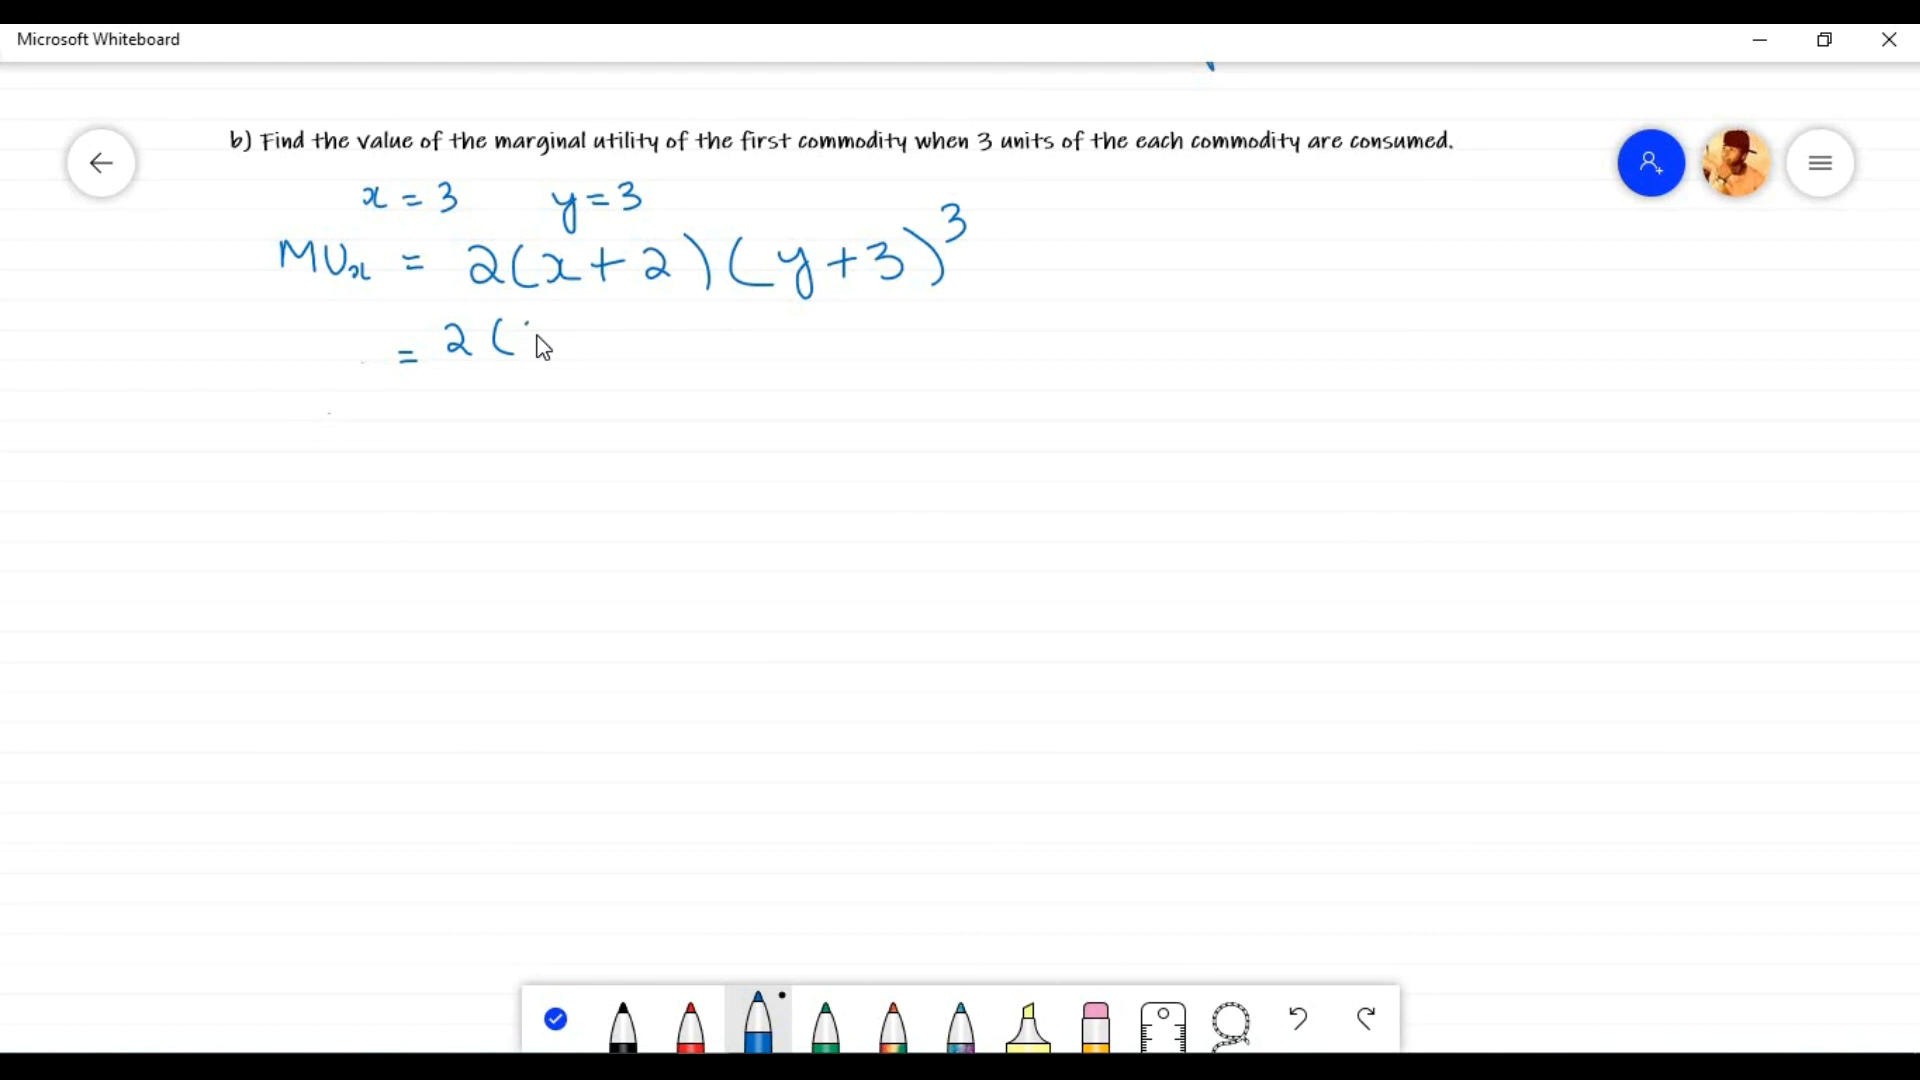 Microsoft Whiteboard
b) Find the value of the marginal utility of the first commodity when 3 units of the each commodity are consumed.
x = 3 y = 3
MUₓ = 2(x+2)(y+3)³
= 2(